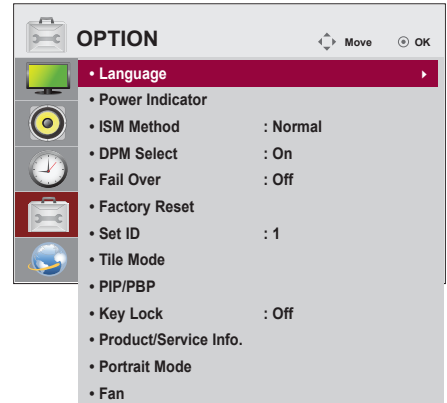 OPTION Move OK
• Language
• Power Indicator
• ISM Method : Normal
• DPM Select : On
• Fail Over : Off
• Factory Reset
• Set ID : 1
• Tile Mode
• PIP/PBP
• Key Lock : Off
• Product/Service Info.
• Portrait Mode
• Fan